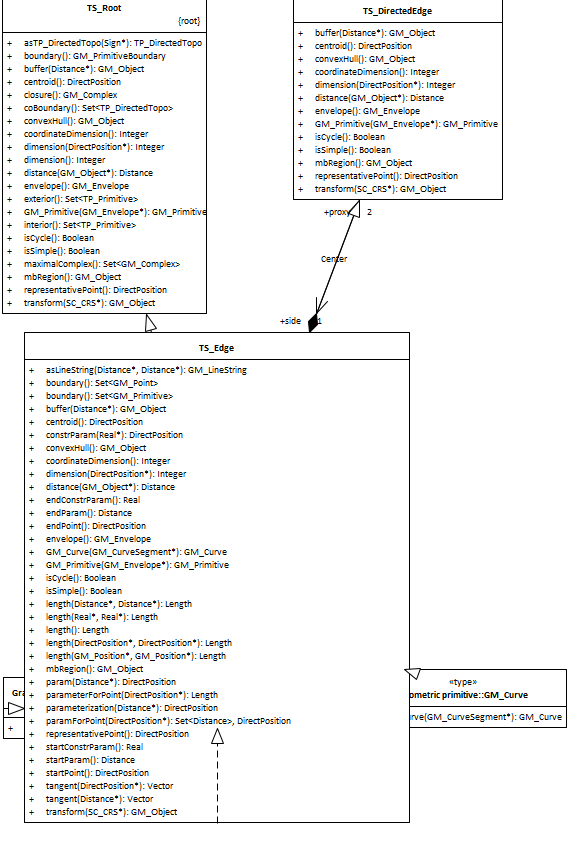 TS_Root
{root}
+ asTP_DirectedTopo(Sign*): TP_DirectedTopo
+ boundary(): GM_PrimitiveBoundary
+ buffer(Distance*): GM_Object
+ centroid(): DirectPosition
+ closure(): GM_Complex
+ coBoundary(): Set<TP_DirectedTopo>
+ convexHull(): GM_Object
+ coordinateDimension(): Integer
+ dimension(DirectPosition*): Integer
+ dimension(): Integer
+ distance(GM_Object*): Distance
+ envelope(): GM_Envelope
+ exterior(): Set<TP_Primitive>
+ GM_Primitive(GM_Envelope*): GM_Primitive
+ interior(): Set<TP_Primitive>
+ isCycle(): Boolean
+ isSimple(): Boolean
+ maximalComplex(): Set<GM_Complex>
+ mbRegion(): GM_Object
+ representativePoint(): DirectPosition
+ transform(SC_CRS*): GM_Object
TS_DirectedEdge
+ buffer(Distance*): GM_Object
+ centroid(): DirectPosition
+ convexHull(): GM_Object
+ coordinateDimension(): Integer
+ dimension(DirectPosition*): Integer
+ distance(GM_Object*): Distance
+ envelope(): GM_Envelope
+ GM_Primitive(GM_Envelope*): GM_Primitive
+ isCycle(): Boolean
+ isSimple(): Boolean
+ mbRegion(): GM_Object
+ representativePoint(): DirectPosition
+ transform(SC_CRS*): GM_Object
+proxy 2
Center
+side 1
TS_Edge
+ asLineString(Distance*, Distance*): GM_LineString
+ boundary(): Set<GM_Point>
+ boundary(): Set<GM_Primitive>
+ buffer(Distance*): GM_Object
+ centroid(): DirectPosition
+ constrParam(Real*): DirectPosition
+ convexHull(): GM_Object
+ coordinateDimension(): Integer
+ dimension(DirectPosition*): Integer
+ distance(GM_Object*): Distance
+ endConstrParam(): Real
+ endParam(): Distance
+ endPoint(): DirectPosition
+ envelope(): GM_Envelope
+ GM_Curve(GM_CurveSegment*): GM_Curve
+ GM_Primitive(GM_Envelope*): GM_Primitive
+ isCycle(): Boolean
+ isSimple(): Boolean
+ length(Distance*, Distance*): Length
+ length(Real*, Real*): Length
+ length(): Length
+ length(DirectPosition*, DirectPosition*): Length
+ length(GM_Position*, GM_Position*): Length
+ mbRegion(): GM_Object
+ param(Distance*): DirectPosition
+ parameterForPoint(DirectPosition*): Length
+ parameterization(Distance*): DirectPosition
+ paramForPoint(DirectPosition*): Set<Distance>, DirectPosition
+ representativePoint(): DirectPosition
+ startConstrParam(): Real
+ startParam(): Distance
+ startPoint(): DirectPosition
+ tangent(DirectPosition*): Vector
+ tangent(Distance*): Vector
+ transform(SC_CRS*): GM_Object
Gra
+
«type»
ometric primitive::GM_Curve
urve(GM_CurveSegment*): GM_Curve